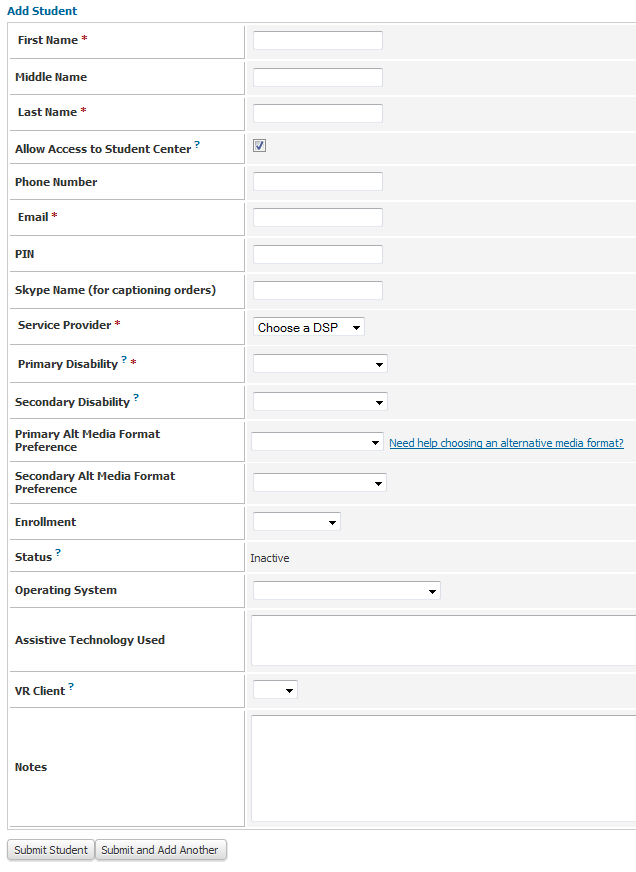 Add Student
First Name *
Middle Name
Last Name *
Allow Access to Student Center ?
Phone Number
Email *
PIN
Skype Name (for captioning orders)
Service Provider * Choose a DSP
Primary Disability ? *
Secondary Disability ?
Primary Alt Media Format
Preference Need help choosing an alternative media format?
Secondary Alt Media Format
Preference
Enrollment
Status ? Inactive
Operating System
Assistive Technology Used
VR Client ?
Notes
Submit Student Submit and Add Another